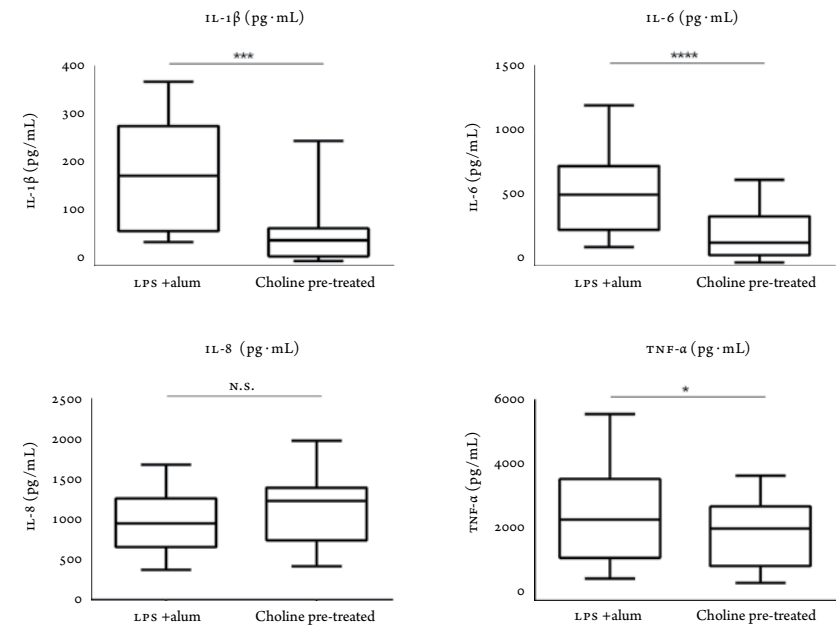 IL-1β (pg·mL)
***
400
300
200
100
0
IL-1β (pg/mL)
LPS +alum
Choline pre-treated
IL-6 (pg·mL)
****
1500
1000
500
0
IL-6 (pg/mL)
LPS +alum
Choline pre-treated
IL-8 (pg·mL)
N.S.
2500
2000
1500
1000
500
0
IL-8 (pg/mL)
LPS +alum
Choline pre-treated
TNF-α (pg·mL)
*
6000
4000
2000
0
TNF-α (pg/mL)
LPS +alum
Choline pre-treated